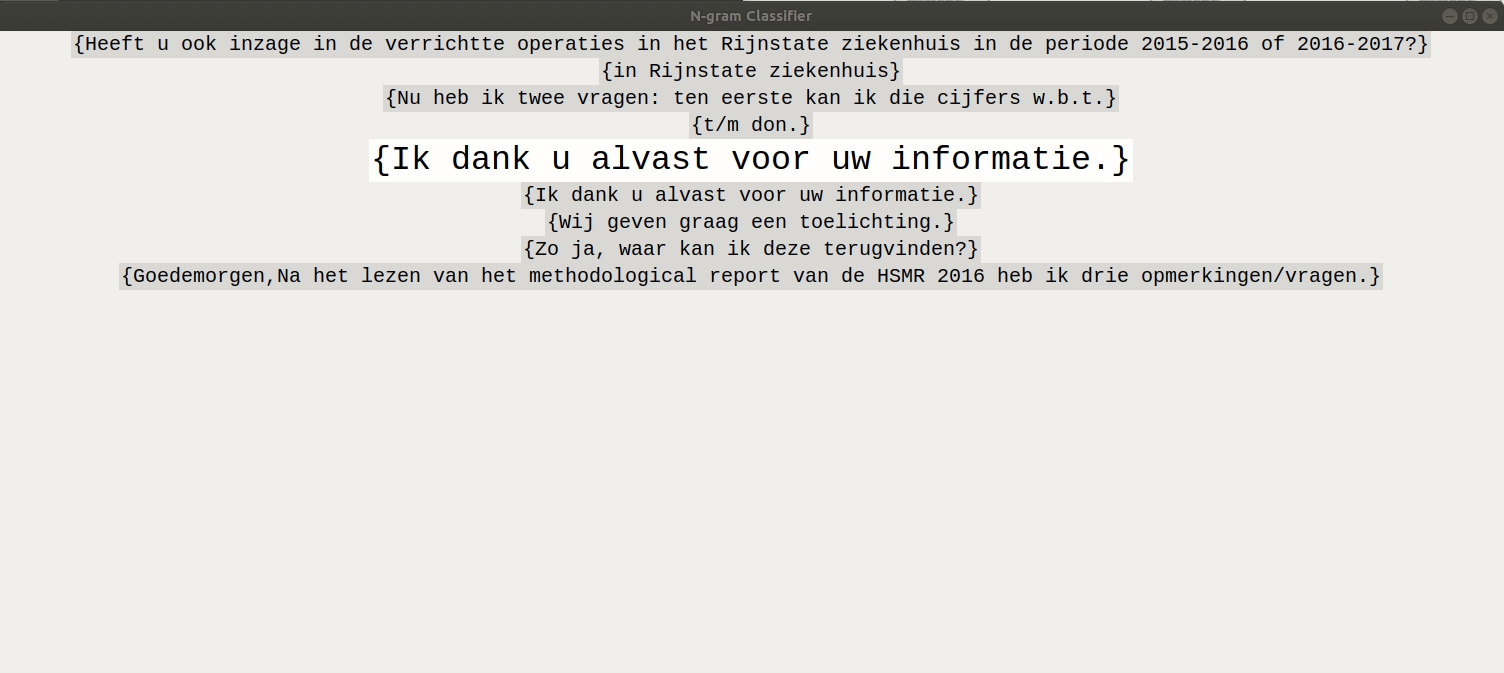 N-gram Classifier
{Heeft u ook inzage in de verrichtte operaties in het Rijnstate ziekenhuis in de periode 2015-2016 of 2016-2017?}
{in Rijnstate ziekenhuis}
{Nu heb ik twee vragen: ten eerste kan ik die cijfers w.b.t.}
{t/m don.}
{Ik dank u alvast voor uw informatie.}
{Ik dank u alvast voor uw informatie.}
{Wij geven graag een toelichting.}
{Zo ja, waar kan ik deze terugvinden?}
{Goedemorgen,Na het lezen van het methodological report van de HSMR 2016 heb ik drie opmerkingen/vragen.}